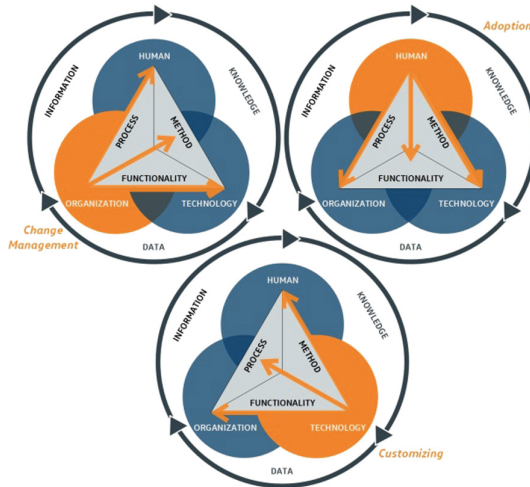 HUMAN
INFORMATION
KNOWLEDGE
PROCESS
METHOD
FUNCTIONALITY
ORGANIZATION
TECHNOLOGY
DATA
Change
Management
Adoption
HUMAN
INFORMATION
KNOWLEDGE
PROCESS
METHOD
FUNCTIONALITY
ORGANIZATION
TECHNOLOGY
DATA
HUMAN
INFORMATION
KNOWLEDGE
PROCESS
METHOD
FUNCTIONALITY
ORGANIZATION
TECHNOLOGY
DATA
Customizing